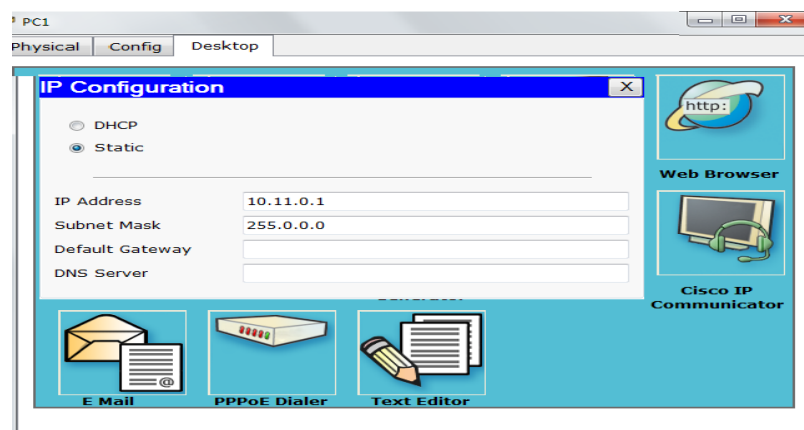 PC1
Physical Config Desktop
IP Configuration X
http:
DHCP
Static
Web Browser
IP Address 10.11.0.1
Subnet Mask 255.0.0.0
Default Gateway
DNS Server
Cisco IP
Communicator
@
E Mail PPPoE Dialer Text Editor